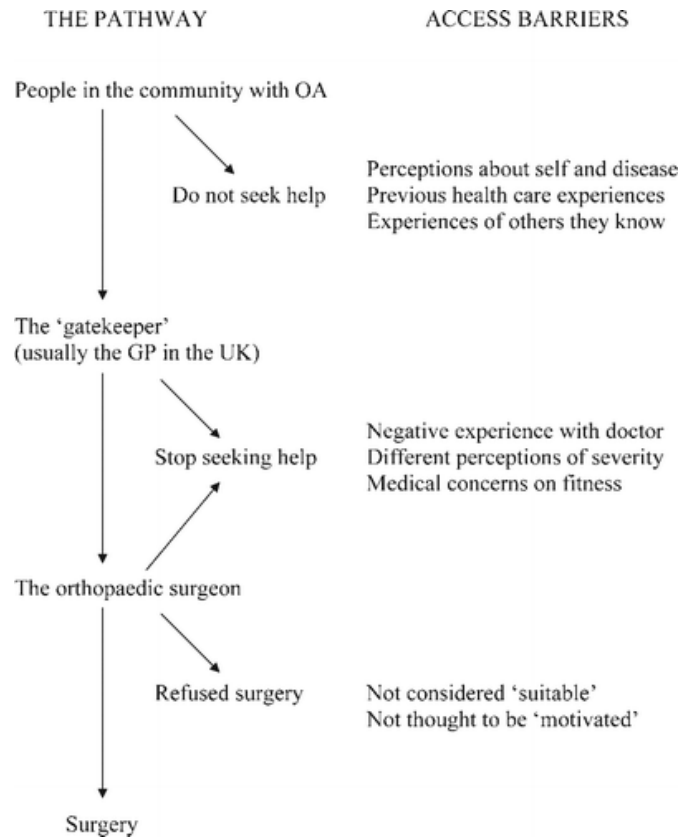 THE PATHWAY
ACCESS BARRIERS
People in the community with OA
Do not seek help
Perceptions about self and disease
Previous health care experiences
Experiences of others they know
The ‘gatekeeper’
(usually the GP in the UK)
Stop seeking help
Negative experience with doctor
Different perceptions of severity
Medical concerns on fitness
The orthopaedic surgeon
Refused surgery
Not considered ‘suitable’
Not thought to be ‘motivated’
Surgery